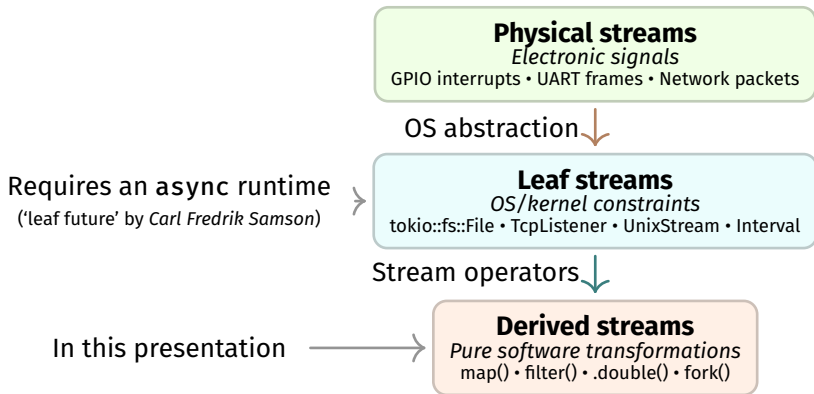 Physical streams
Electronic signals
GPIO interrupts • UART frames • Network packets
OS abstraction
Requires an async runtime
('leaf future' by Carl Fredrik Samson)
Leaf streams
OS/kernel constraints
tokio::fs::File • TcpListener • UnixStream • Interval
Stream operators
In this presentation
Derived streams
Pure software transformations
map() • filter() • .double() • fork()